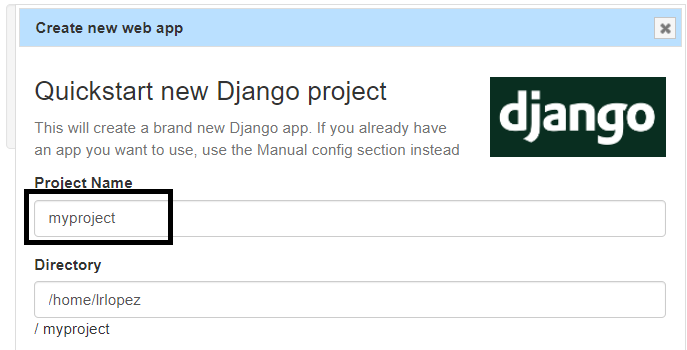 Create new web app
Quickstart new Django project
django
This will create a brand new Django app. If you already have
an app you want to use, use the Manual config section instead
Project Name
myproject
Directory
/home/lrlopez
/ myproject